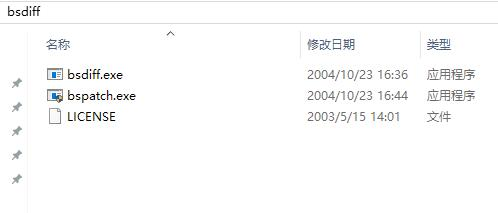 bsdiff
名称 修改日期 类型
bsdiff.exe 2004/10/23 16:36 应用程序
bspatch.exe 2004/10/23 16:44 应用程序
LICENSE 2003/5/15 14:01 文件